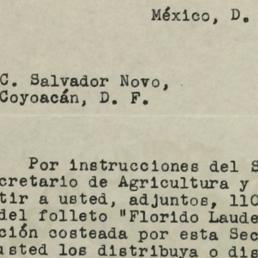 México, D.
C. Salvador Novo,
Coyoacán, D. F.
Por instrucciones del S
cretario de Agricultura y
tir a usted, adjuntos, 110
del folleto "Florido Laude
ción costeada por esta Sec
usted los distribuya o dis